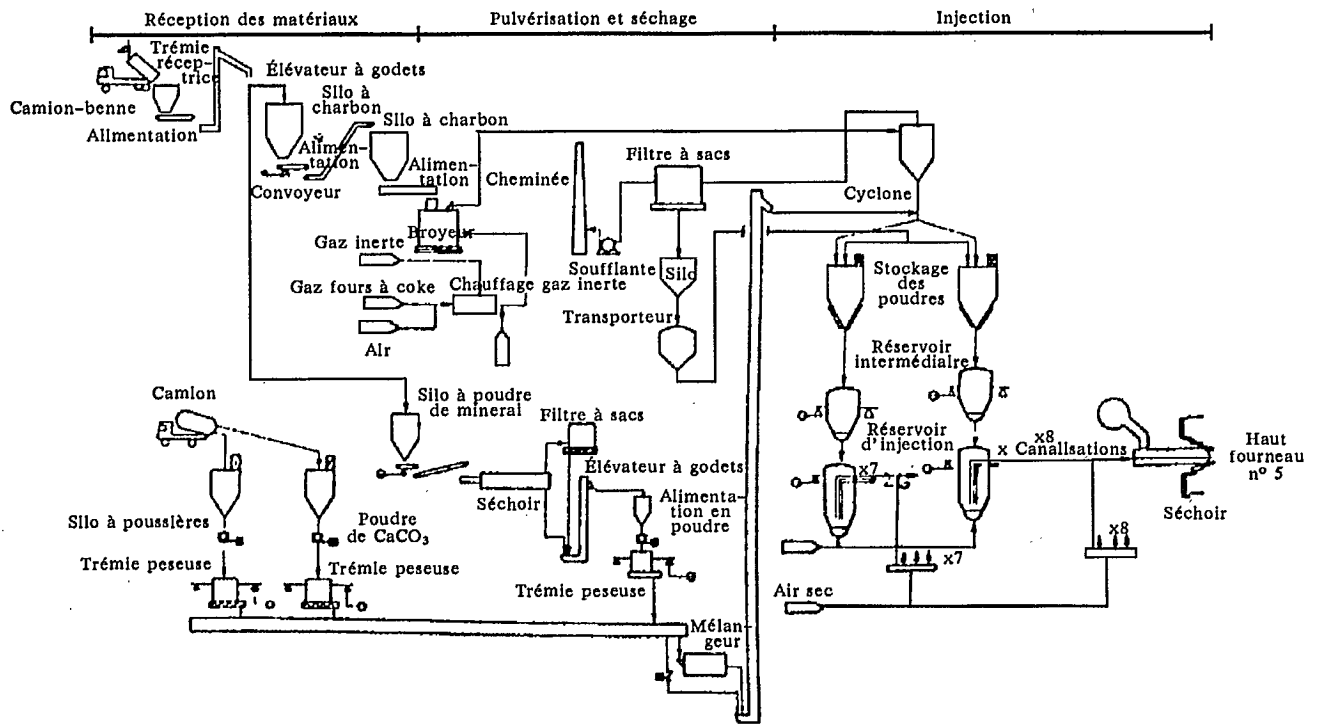 Réception des matériaux
Pulvérisation et séchage
Injection
Trémie
récep-
tric
Élévateur à godets
Camion-benne
Alimentation
Silo à
charbon
Alimen-
tation
Convoyeur
Silo à charbon
Alimen-
tation
Broyeur
Cheminée
Filtre à sacs
Soufflante
Silo
Transporteur
Gaz inerte
Gaz fours à coke
Chauffage gaz inerte
Air
Cyclone
Stockage
des
poudres
Réservoir
intermédiaire
Réservoir
d'injection
x7
x8
x Canalisations
Haut
fourneau
nº 5
Séchoir
x7
x8
Air sec
Camion
Silo à poudre
de minerai
Filtre à sacs
Élévateur à godets
Séchoir
Alimenta-
tion en
poudre
Silo à poussières
Poudre
de CaCO₃
Trémie peseuse
Trémie peseuse
Trémie peseuse
Mélan-
geur